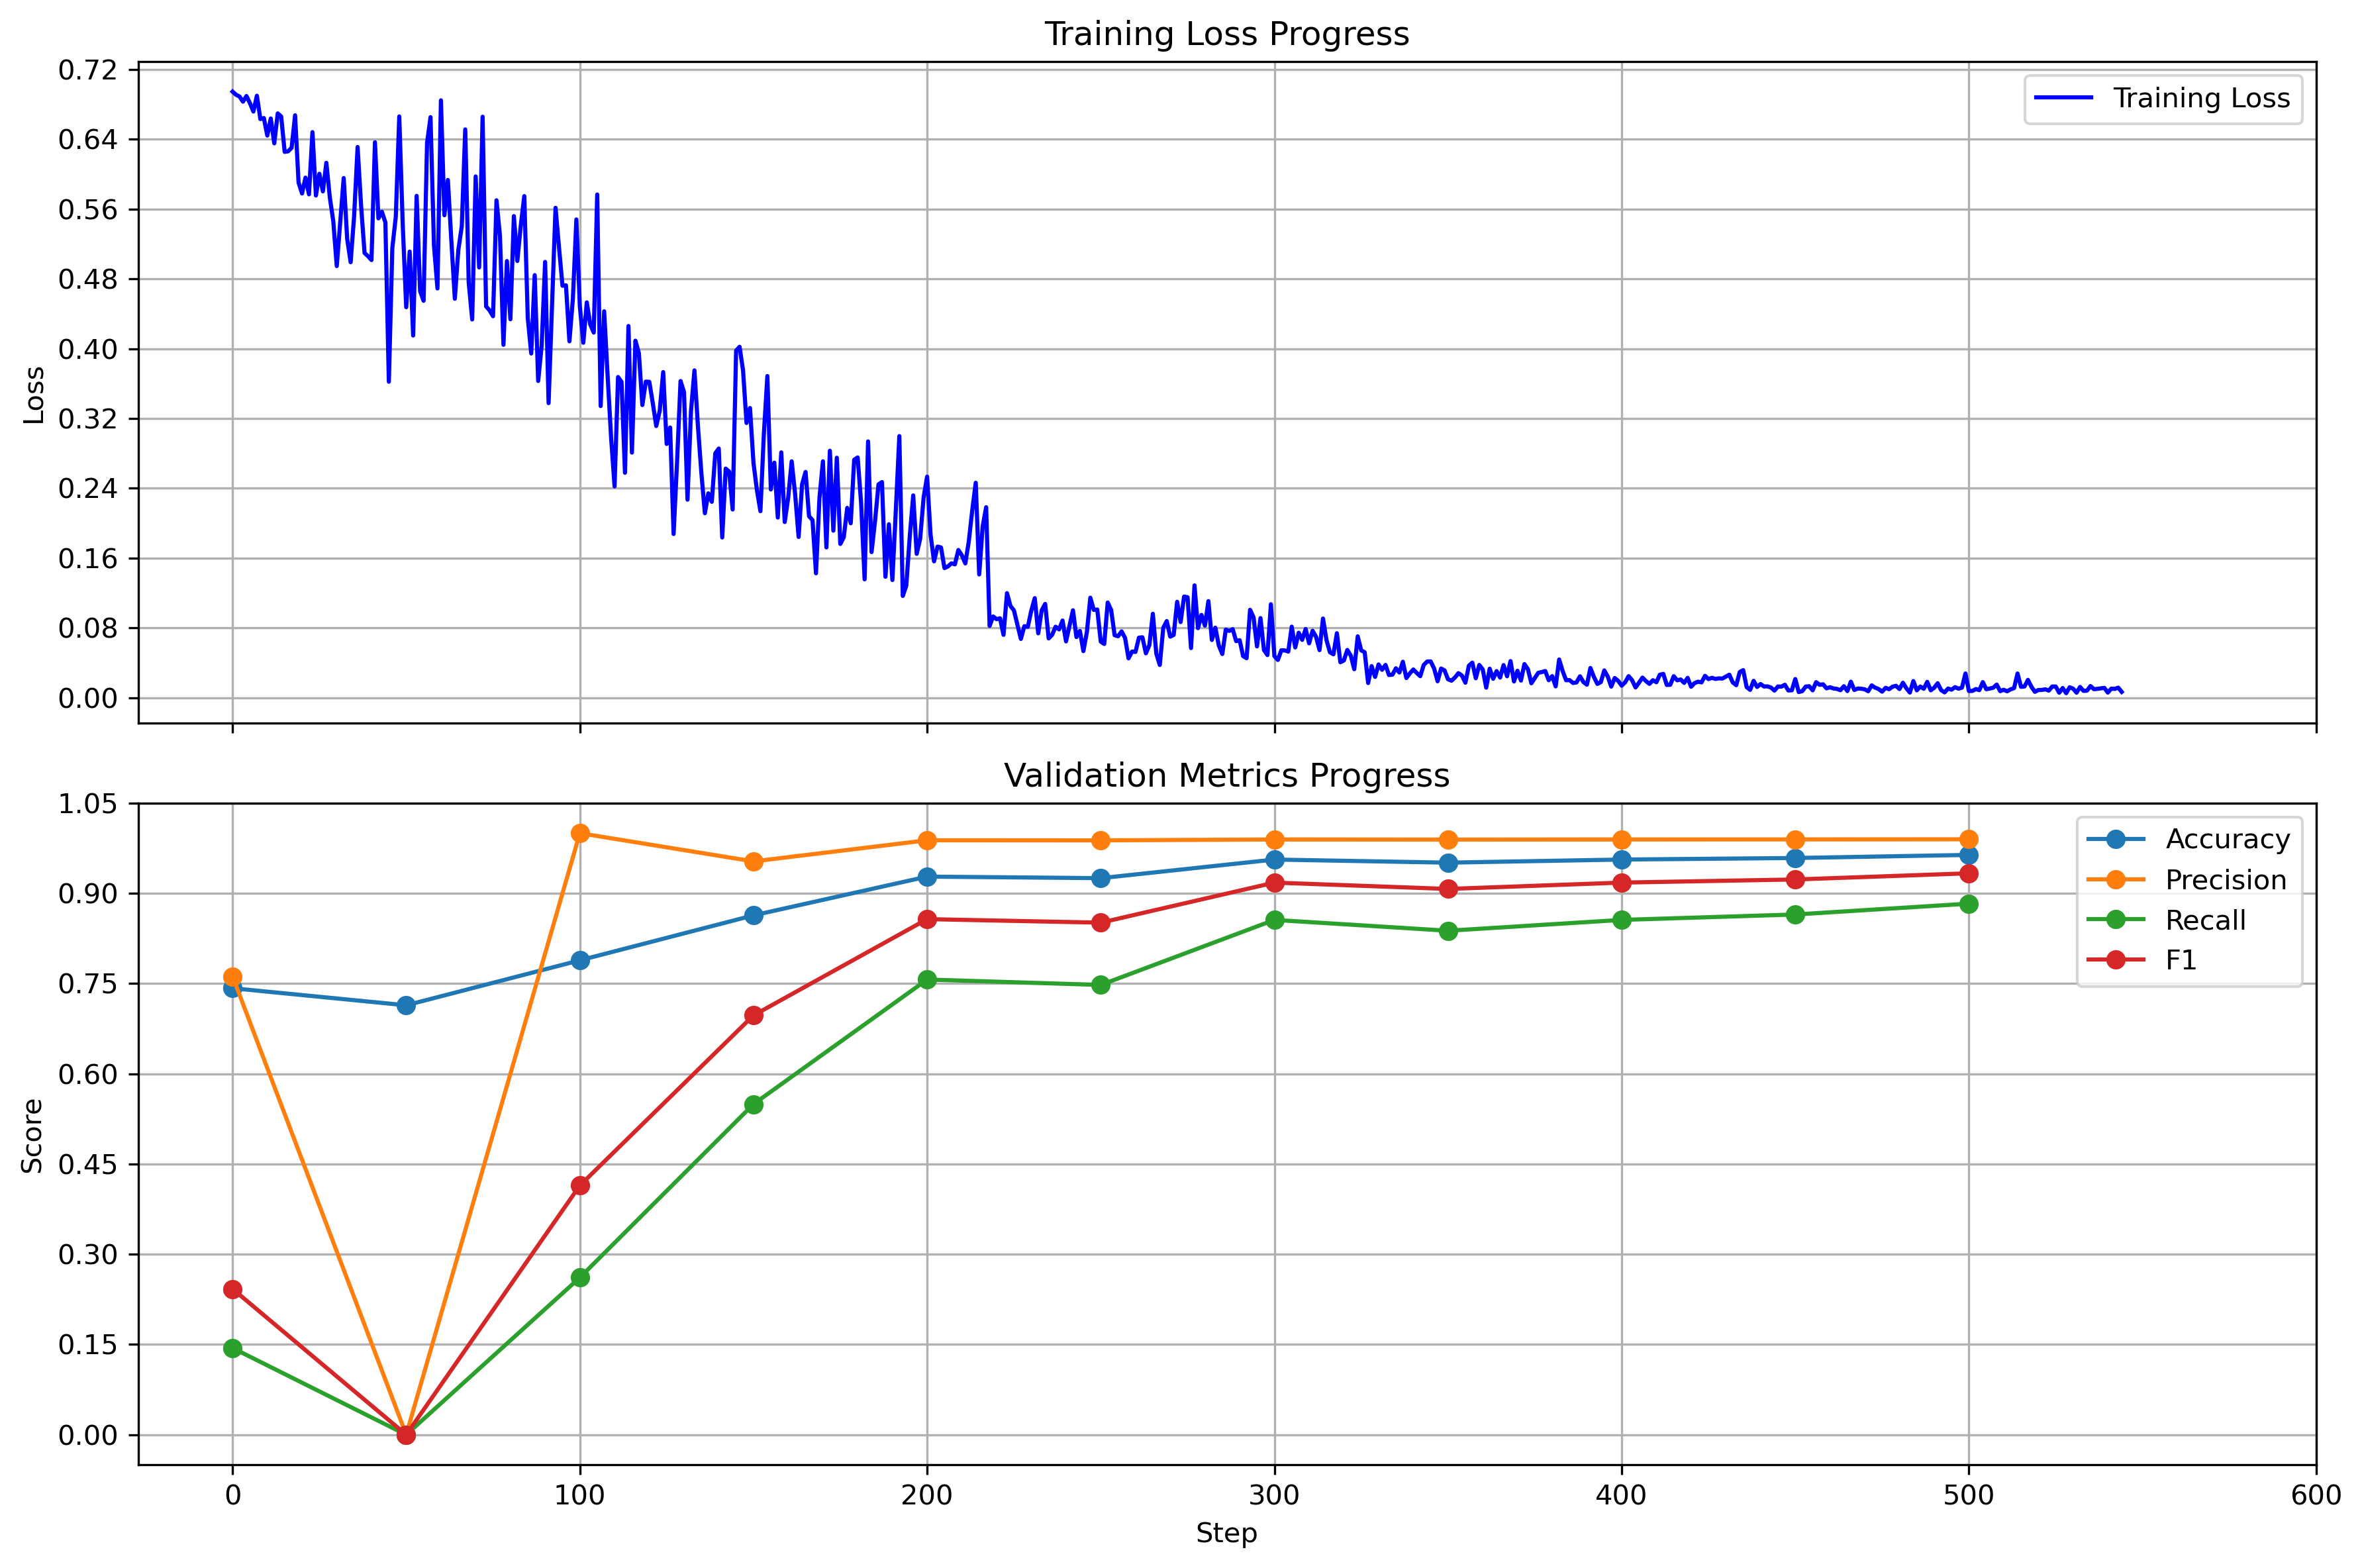 Training Loss Progress
0.72
0.64
0.56
0.48
0.40
0.32
0.24
0.16
0.08
0.00
Loss
Training Loss
Validation Metrics Progress
1.05
0.90
0.75
0.60
0.45
0.30
0.15
0.00
Score
Accuracy
Precision
Recall
F1
0 100 200 300 400 500 600
Step